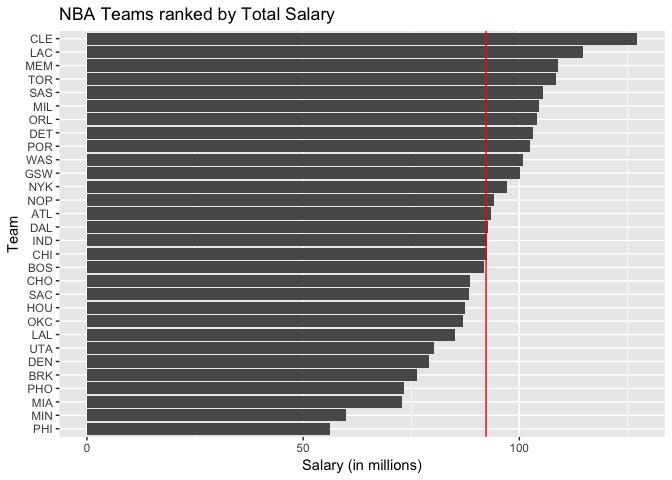 NBA Teams ranked by Total Salary
CLE
LAC
MEM
TOR
SAS
MIL
ORL
DET
POR
WAS
GSW
NYK
NOP
ATL
DAL
IND
CHI
BOS
CHO
SAC
HOU
OKC
LAL
UTA
DEN
BRK
PHO
MIA
MIN
PHI
Team
0 50 100
Salary (in millions)